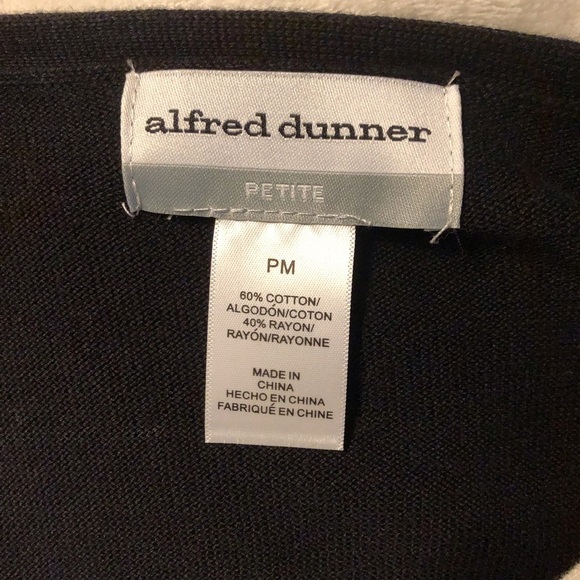 alfred dunner
PETITE
PM
60% COTTON/
ALGODÓN/COTON
40% RAYON/
RAYÓN/RAYONNE
MADE IN
CHINA
HECHO EN CHINA
FABRIQUÉ EN CHINE